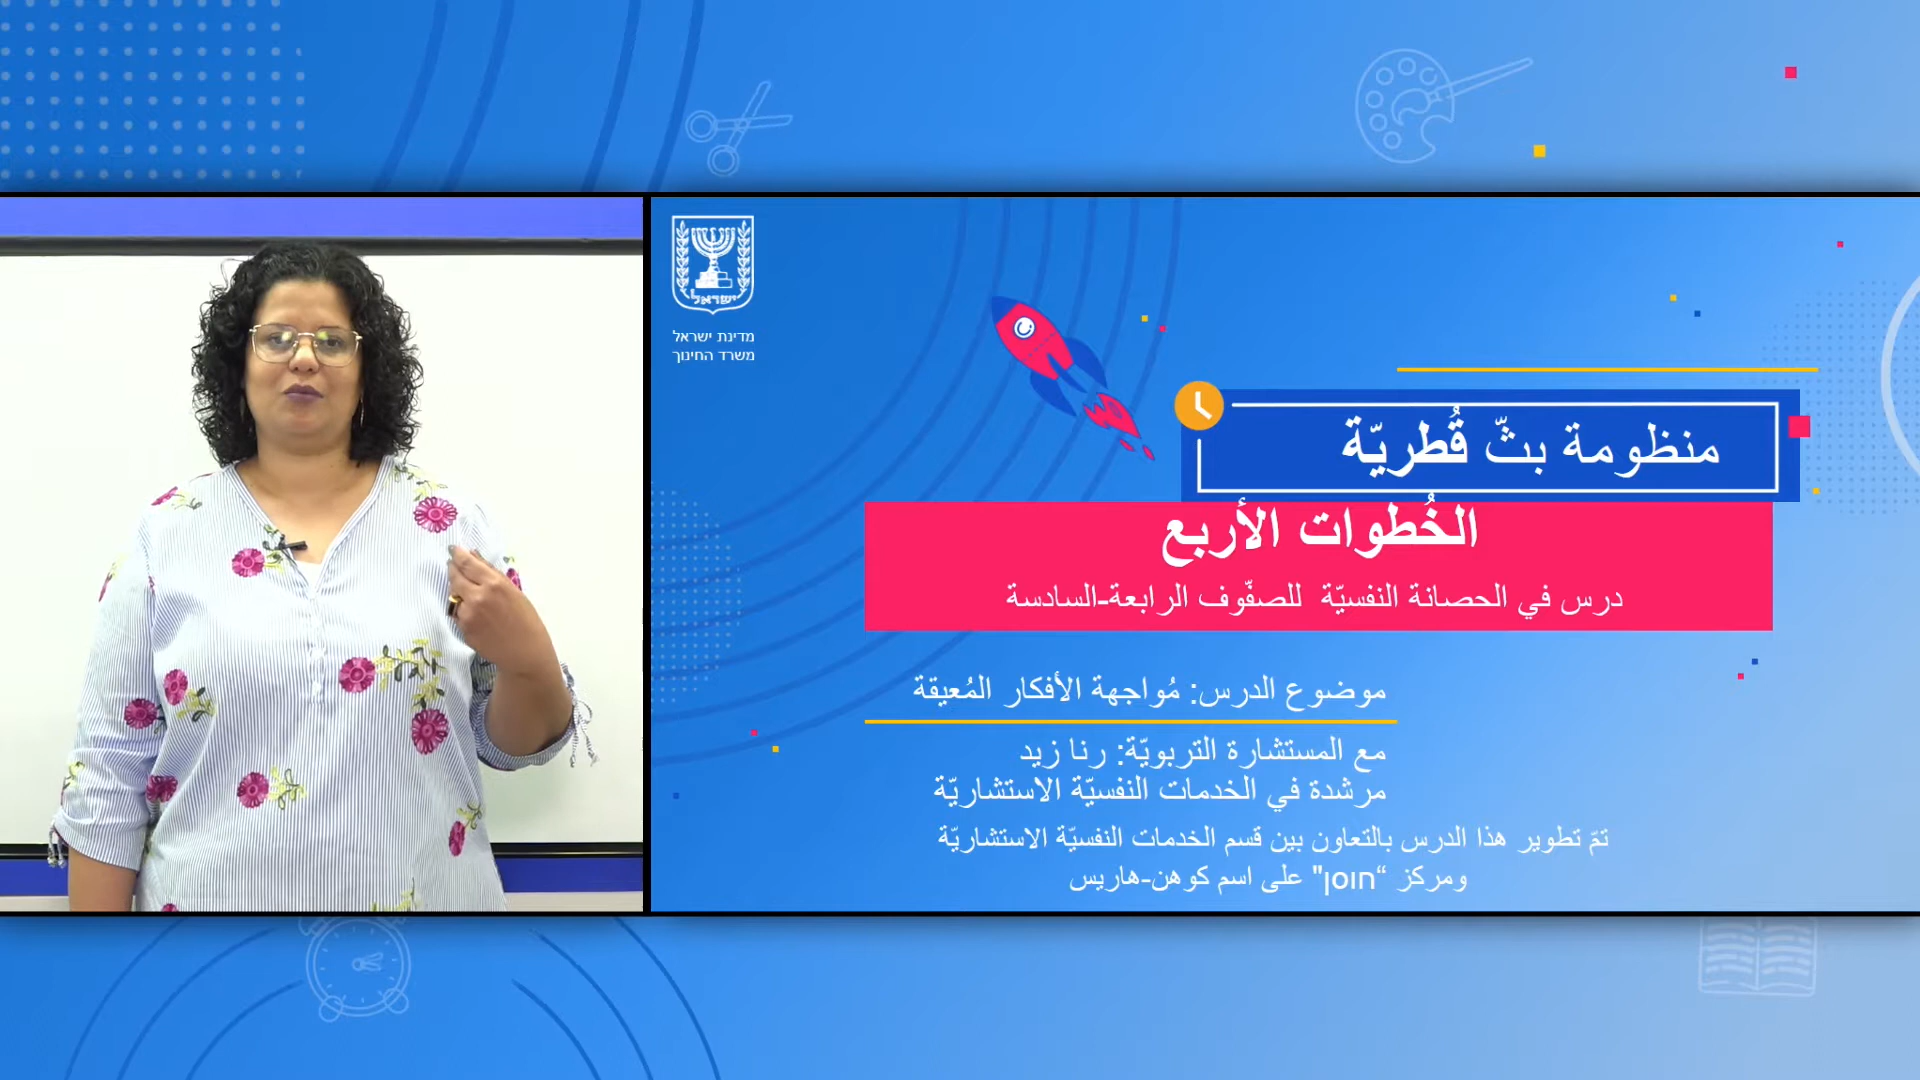 ישראל
מדינת ישראל
משרד החינוך
منظومة بثّ قُطريّة
الخُطوات الأربع
درس في الحصانة النفسيّة للصفّوف الرابعة-السادسة
موضوع الدرس: مُواجهة الأفكار المُعيقة
مع المستشارة التربويّة: رنا زيد
مرشدة في الخدمات النفسيّة الاستشاريّة
تمّ تطوير هذا الدرس بالتعاون بين قسم الخدمات النفسيّة الاستشاريّة
ومركز “חוסן" على اسم كوهن-هاريس